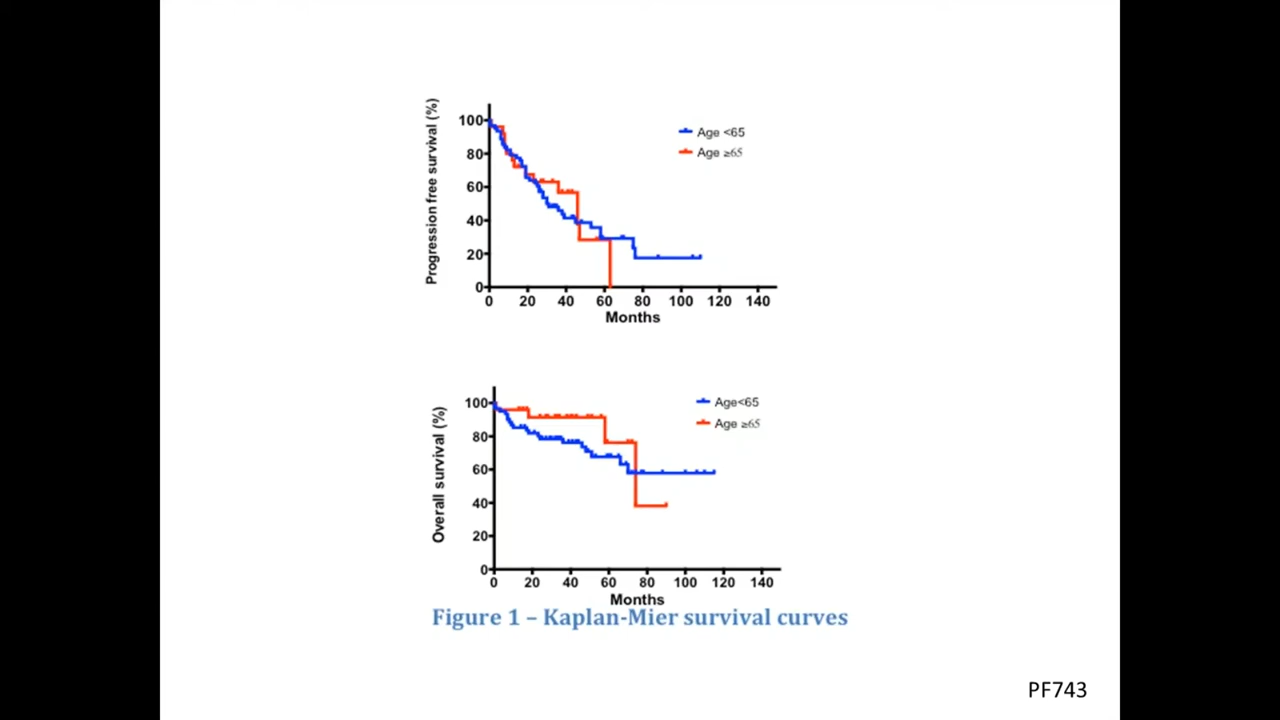 Progression free survival (%)
100
80
60
40
20
0
Age <65
Age ≥65
0 20 40 60 80 100 120 140
Months
Overall survival (%)
100
80
60
40
20
0
Age<65
Age ≥65
0 20 40 60 80 100 120 140
Months
Figure 1 – Kaplan-Mier survival curves
PF743